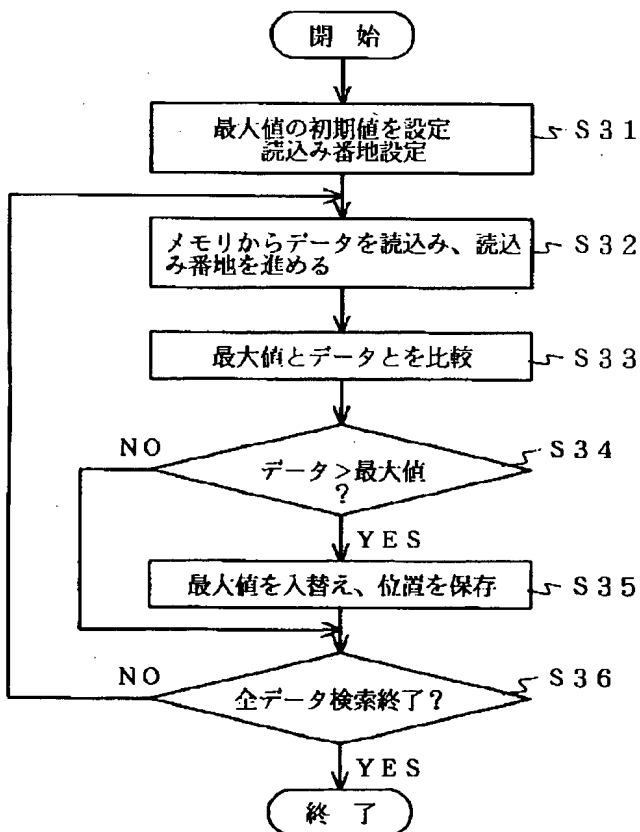 開 始
最大値の初期値を設定
読込み番地設定
S31
メモリからデータを読込み、読込
み番地を進める
S32
最大値とデータとを比較
S33
NO
データ>最大値
?
S34
YES
最大値を入替え、位置を保存
S35
NO
全データ検索終了?
S36
YES
終 了